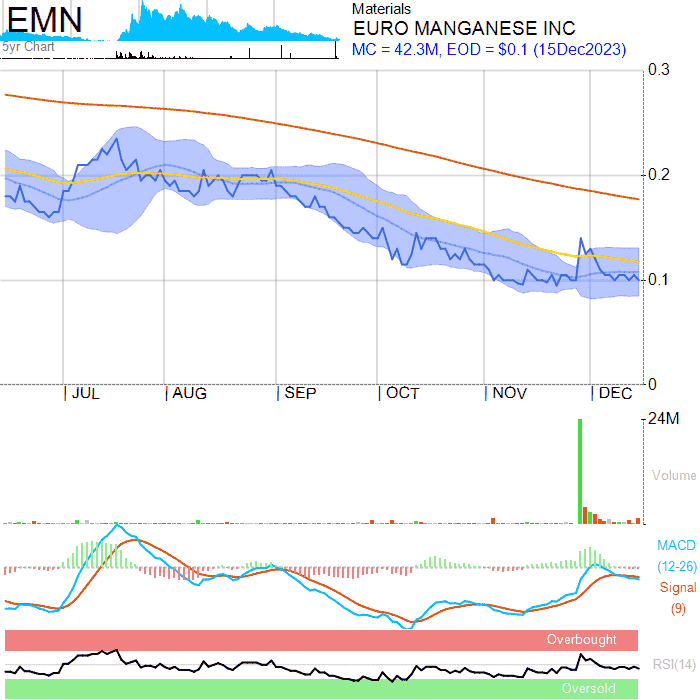 EMN
5yr Chart
Materials
EURO MANGANESE INC
MC = 42.3M, EOD = $0.1 (15Dec2023)
0.3
0.2
0.1
0
JUL AUG SEP OCT NOV DEC
24M
Volume
MACD
(12-26)
Signal
(9)
Overbought
RSI(14)
Oversold